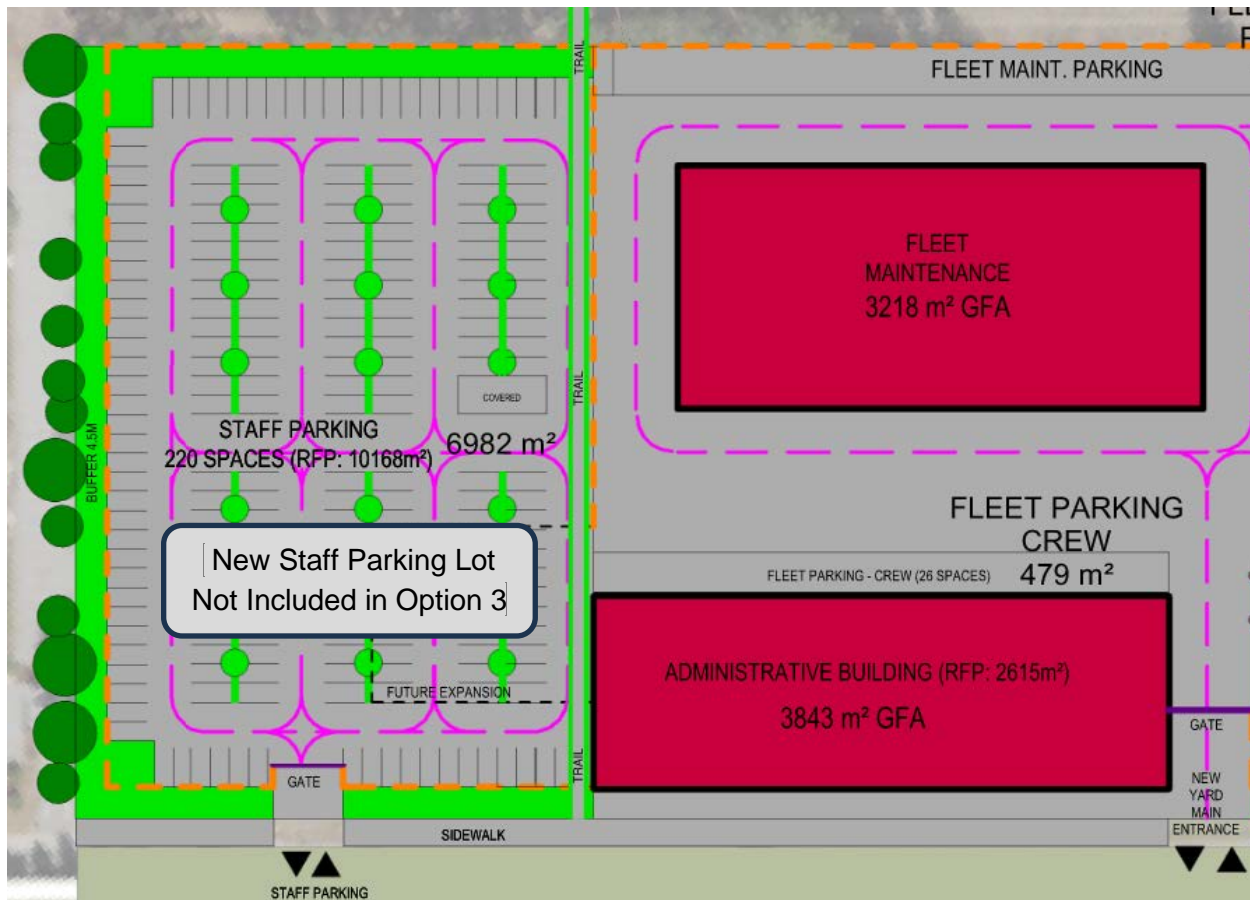 TRAIL
FLEET MAINT. PARKING
FLEET
MAINTENANCE
3218 m² GFA
COVERED
TRAIL
STAFF PARKING
220 SPACES (RFP: 10168m²)
6982 m²
BUFFER 4.5M
New Staff Parking Lot
Not Included in Option 3
FLEET PARKING
CREW
479 m²
FLEET PARKING - CREW (26 SPACES)
FUTURE EXPANSION
ADMINISTRATIVE BUILDING (RFP: 2615m²)
3843 m² GFA
TRAIL
GATE
GATE
NEW
YARD
MAIN
ENTRANCE
SIDEWALK
STAFF PARKING